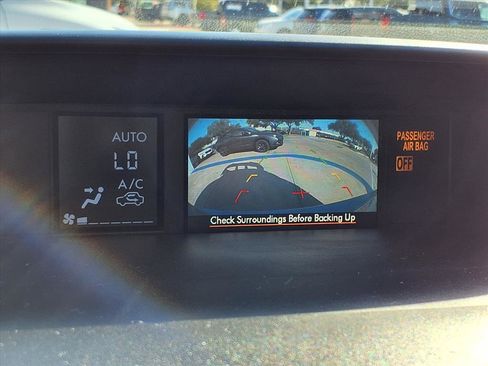 AUTO
LO
A/C
Check Surroundings Before Backing Up
PASSENGER
AIR BAG
OFF